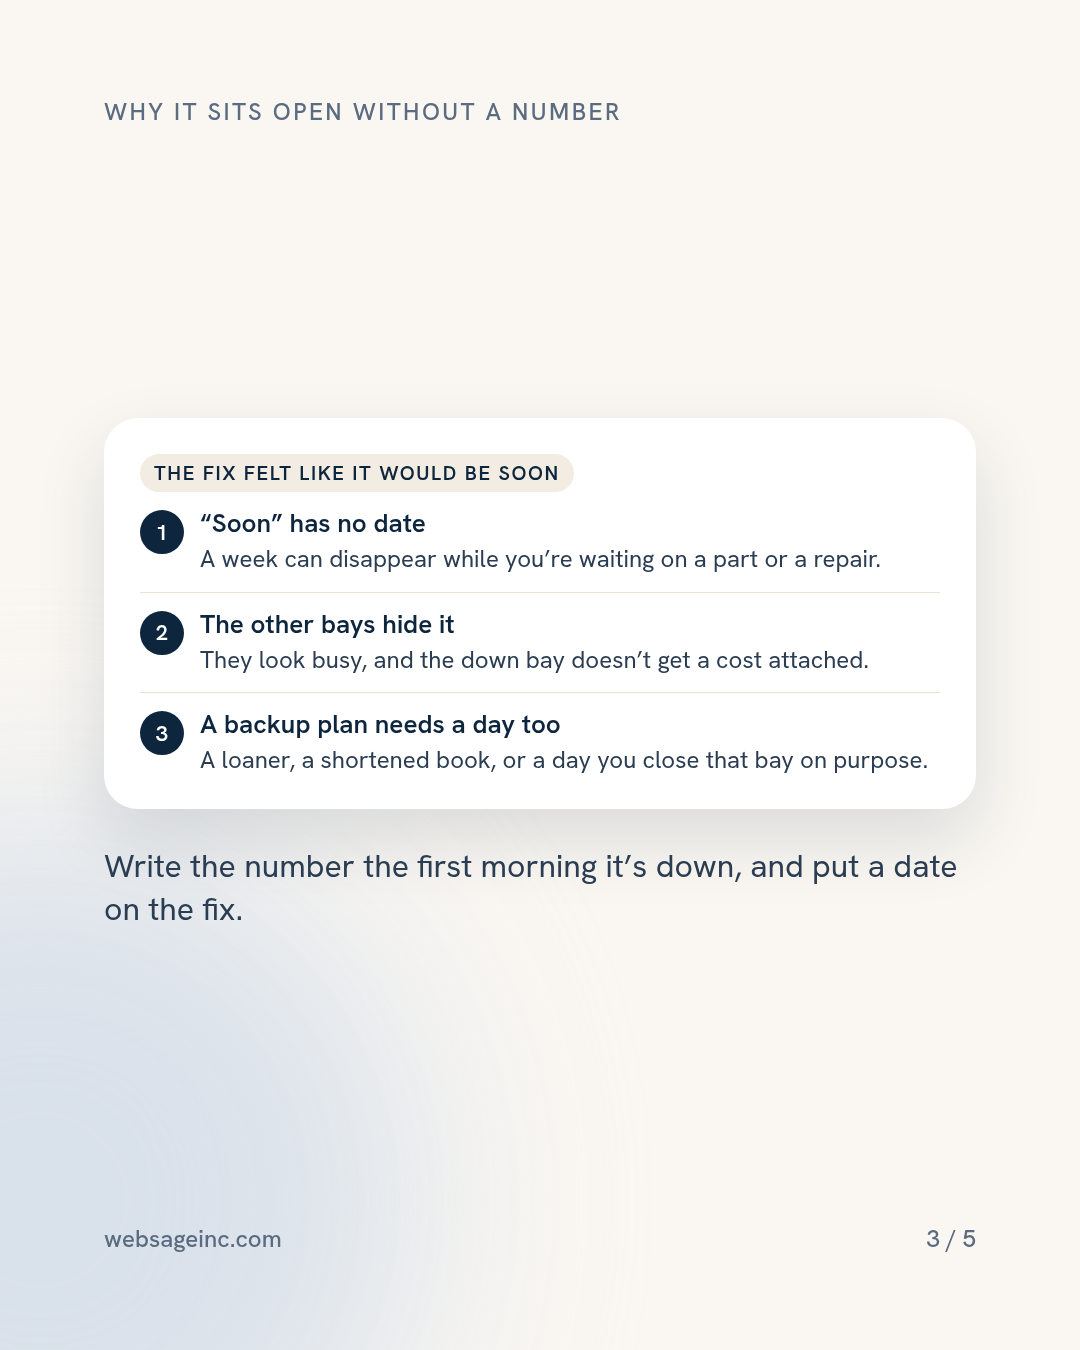 WHY IT SITS OPEN WITHOUT A NUMBER
THE FIX FELT LIKE IT WOULD BE SOON
1
“Soon” has no date
A week can disappear while you’re waiting on a part or a repair.
2
The other bays hide it
They look busy, and the down bay doesn’t get a cost attached.
3
A backup plan needs a day too
A loaner, a shortened book, or a day you close that bay on purpose.
Write the number the first morning it’s down, and put a date
on the fix.
websageinc.com
3 / 5